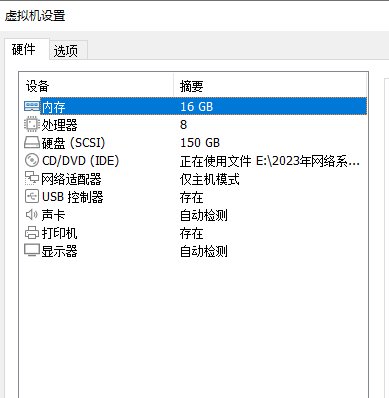 虚拟机设置
硬件 选项
设备 摘要
内存 16 GB
处理器 8
硬盘 (SCSI) 150 GB
CD/DVD (IDE) 正在使用文件 E:\2023年网络系...
网络适配器 仅主机模式
USB 控制器 存在
声卡 自动检测
打印机 存在
显示器 自动检测